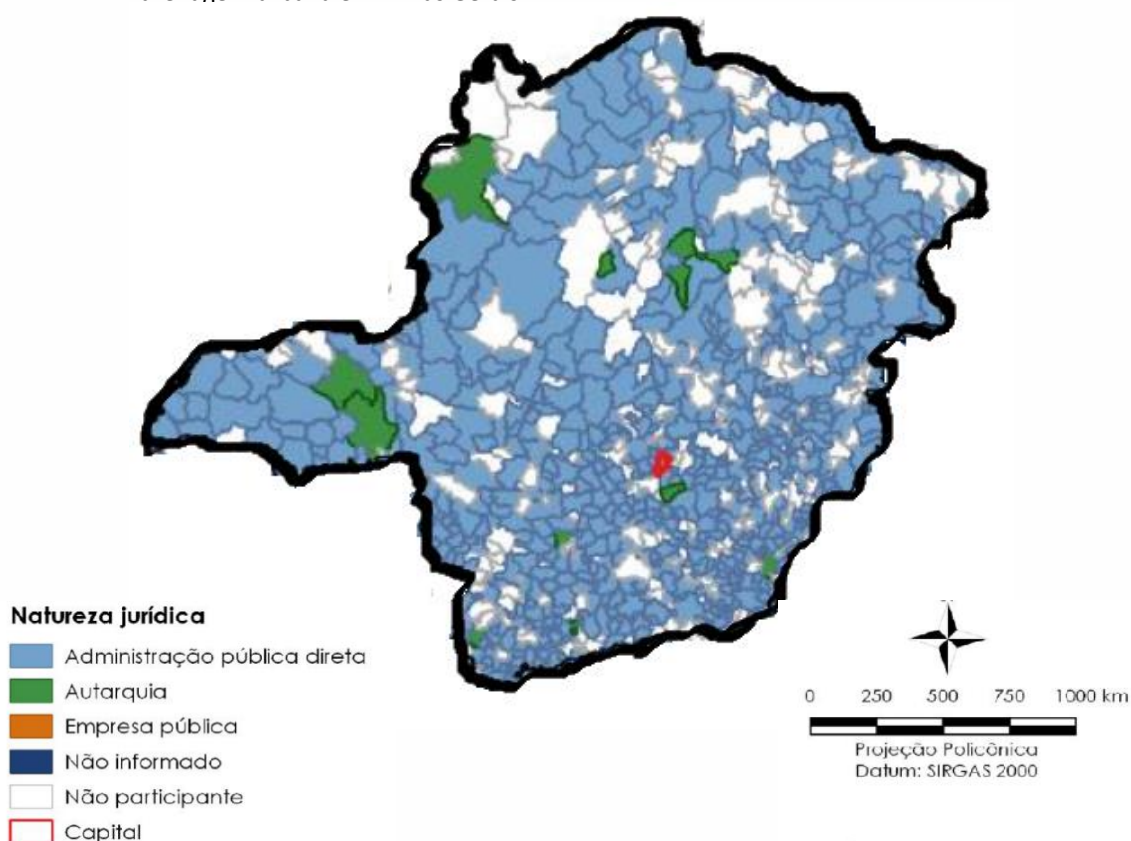 Natureza jurídica
Administração pública direta
Autarquia
Empresa pública
Não informado
Não participante
Capital
0 250 500 750 1000 km
Projeção Policônica
Datum: SIRGAS 2000